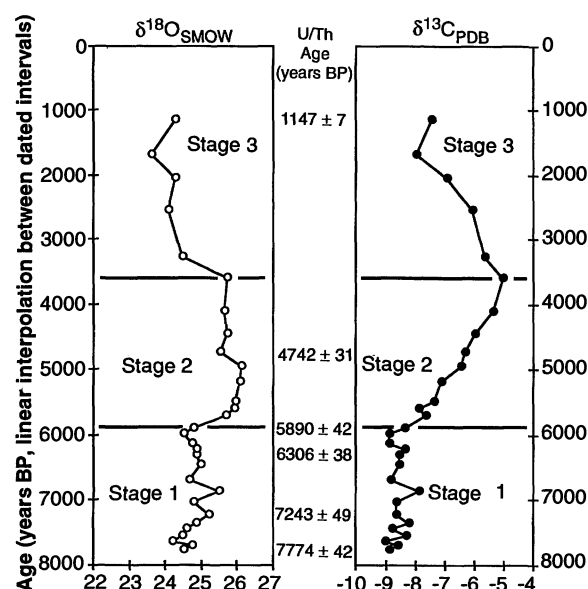 δ18OSMOW
U/Th
Age
(years BP)
δ13CPDB
Age (years BP, linear interpolation between dated intervals)
0
1000
2000
3000
4000
5000
6000
7000
8000
22 23 24 25 26 27
Stage 3
Stage 2
Stage 1
1147 ± 7
4742 ± 31
5890 ± 42
6306 ± 38
7243 ± 49
7774 ± 42
Stage 3
Stage 2
Stage 1
0
1000
2000
3000
4000
5000
6000
7000
8000
-10 -9 -8 -7 -6 -5 -4